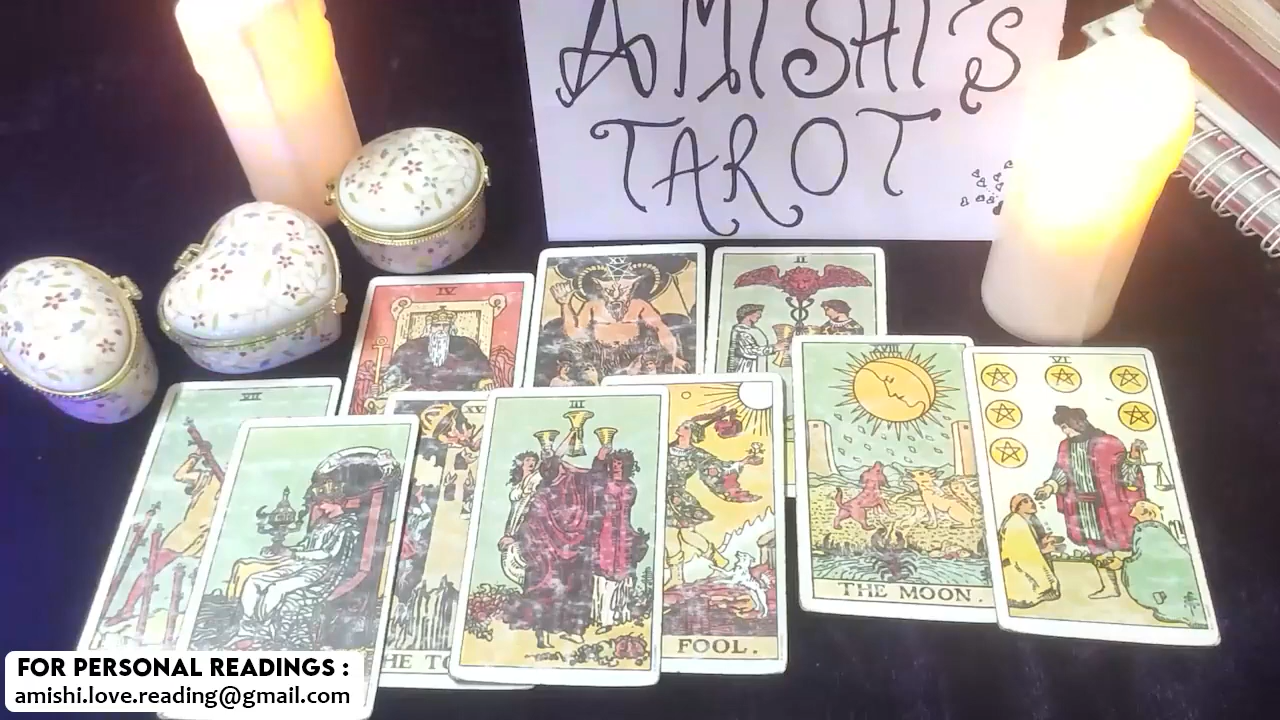 AMISHI'S
TAROT
IV
XV
II
VII
XVIII
VI
III
XV
THE MOON.
HE TO
FOOL.
FOR PERSONAL READINGS :
amishi.love.reading@gmail.com